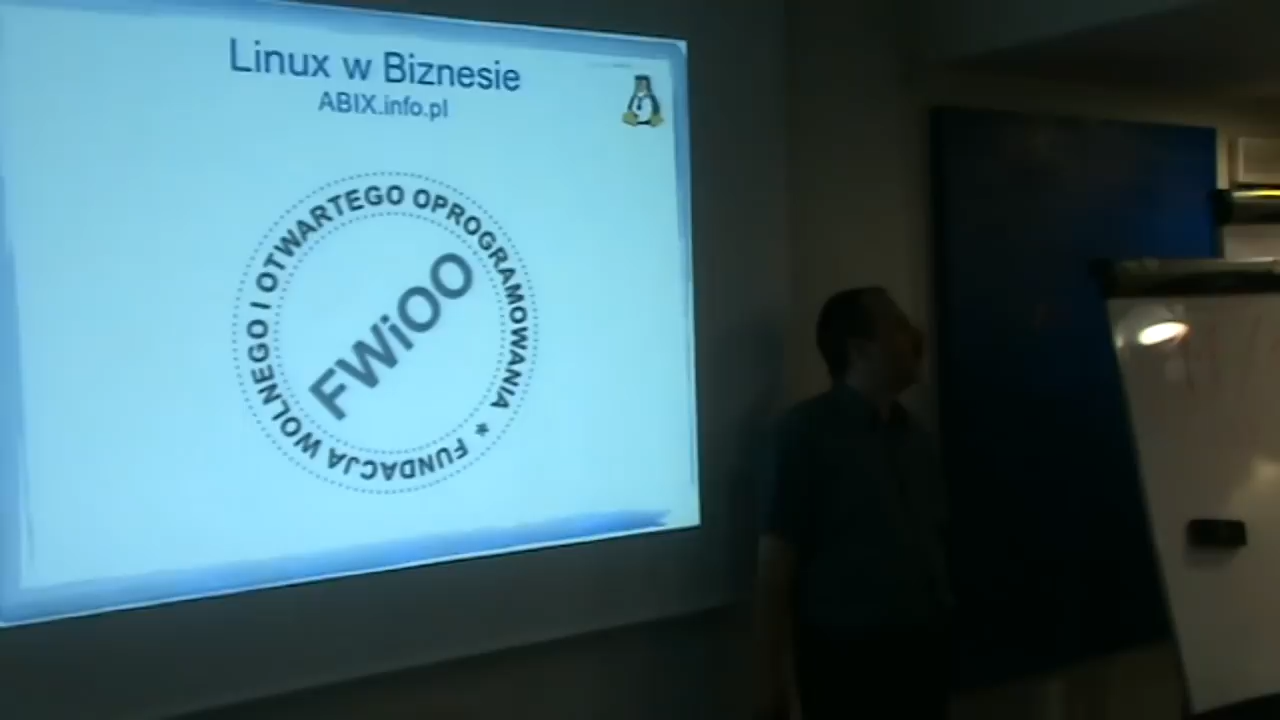 Linux w Biznesie
ABIX.info.pl
FUNDACJA WOLNEGO I OTWARTEGO OPROGRAMOWANIA *
FWiOO